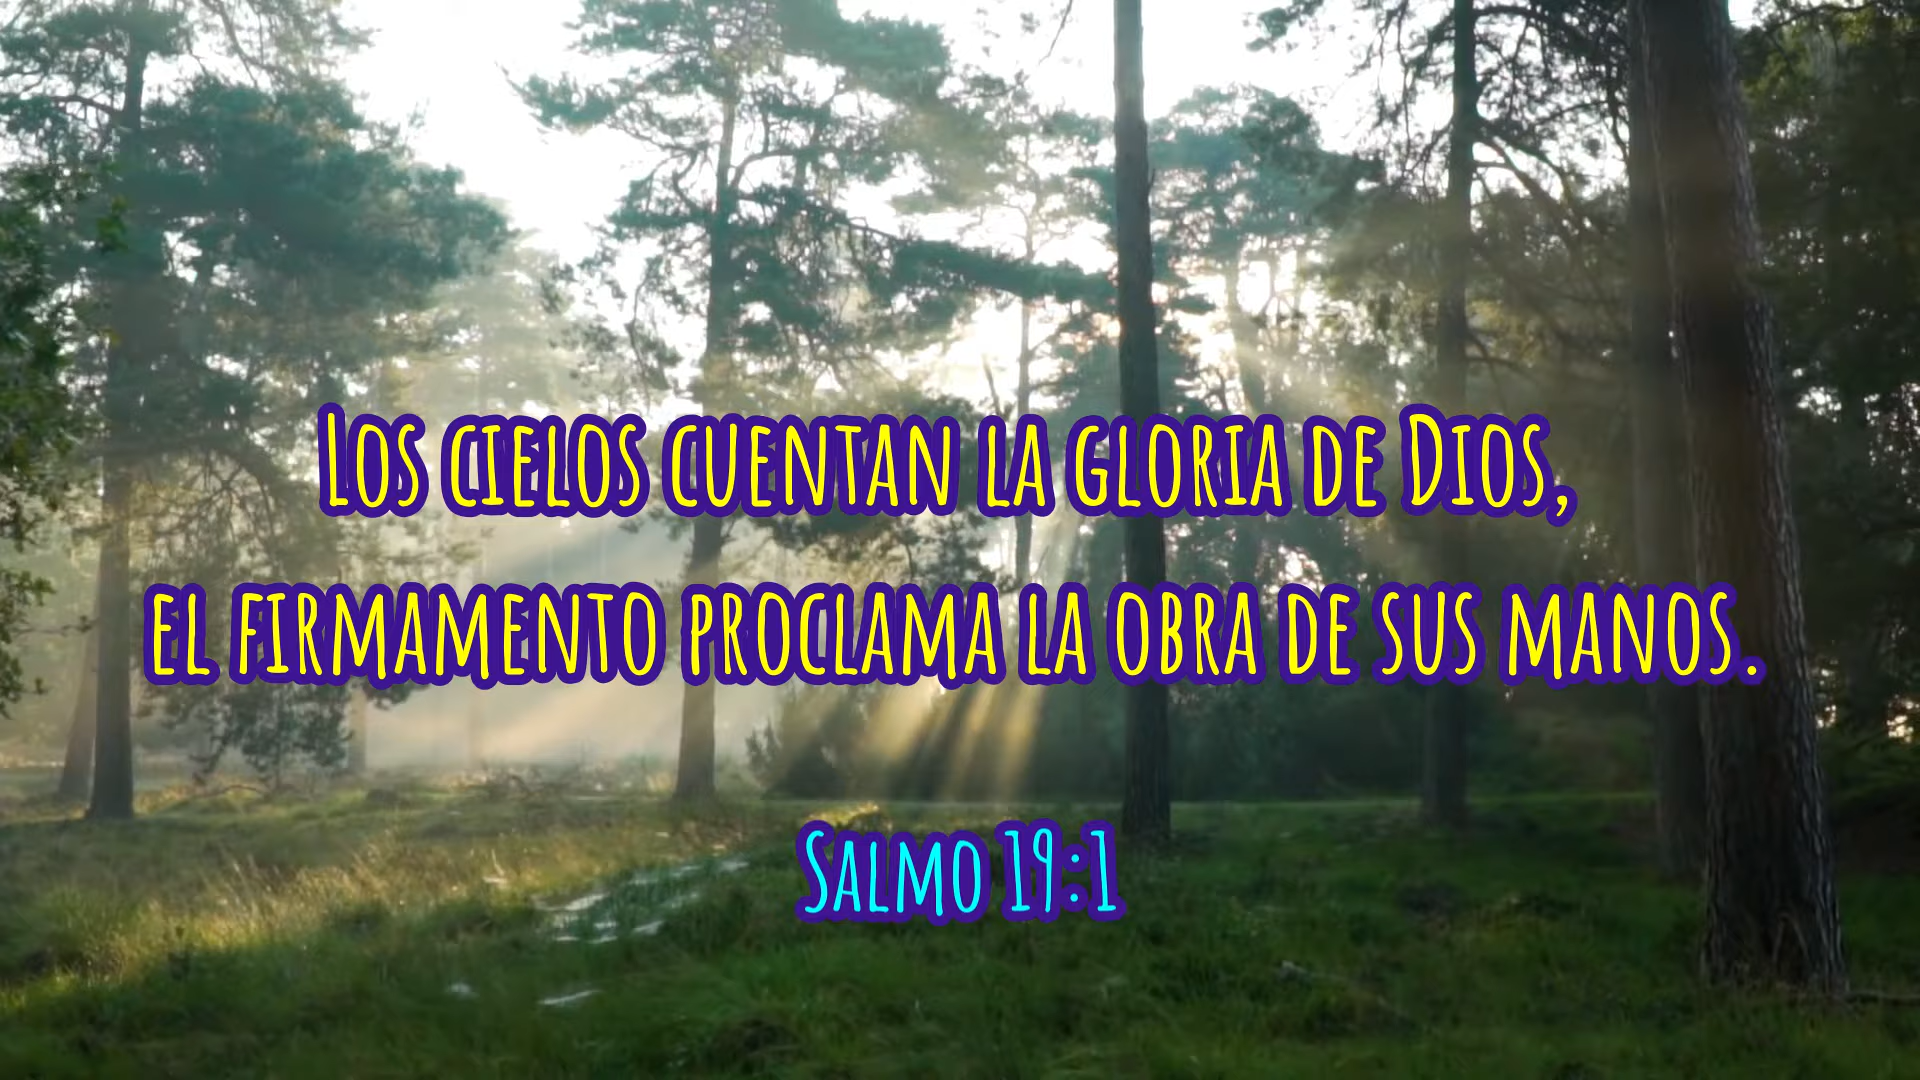 Los cielos cuentan la gloria de Dios,
el firmamento proclama la obra de sus manos.
Salmo 19:1